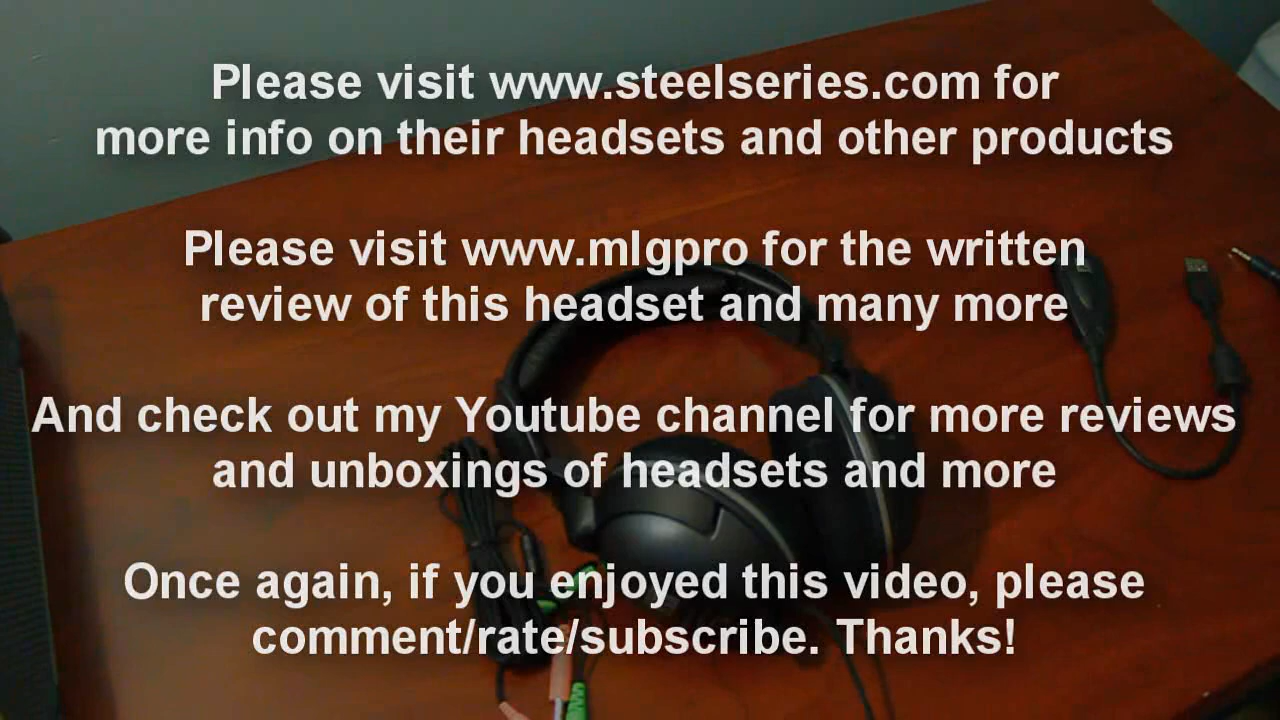 Please visit www.steelseries.com for
more info on their headsets and other products
Please visit www.mlgpro for the written
review of this headset and many more
And check out my Youtube channel for more reviews
and unboxings of headsets and more
Once again, if you enjoyed this video, please
comment/rate/subscribe. Thanks!